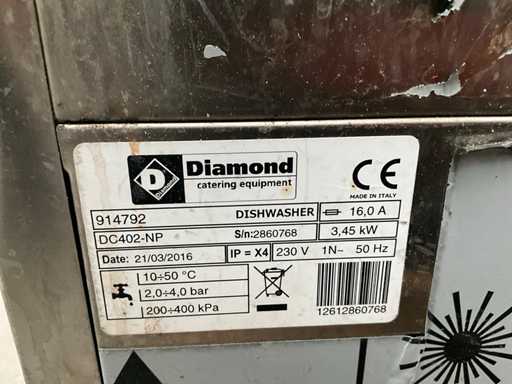 D
DIAMOND
Diamond
catering equipment
CE
MADE IN ITALY
914792 DISHWASHER 16,0 A
DC402-NP S/n:2860768 3,45 kW
Date: 21/03/2016 IP = X4 230 V 1N~ 50 Hz
10÷50 °C
2,0÷4,0 bar
200÷400 kPa
12612860768